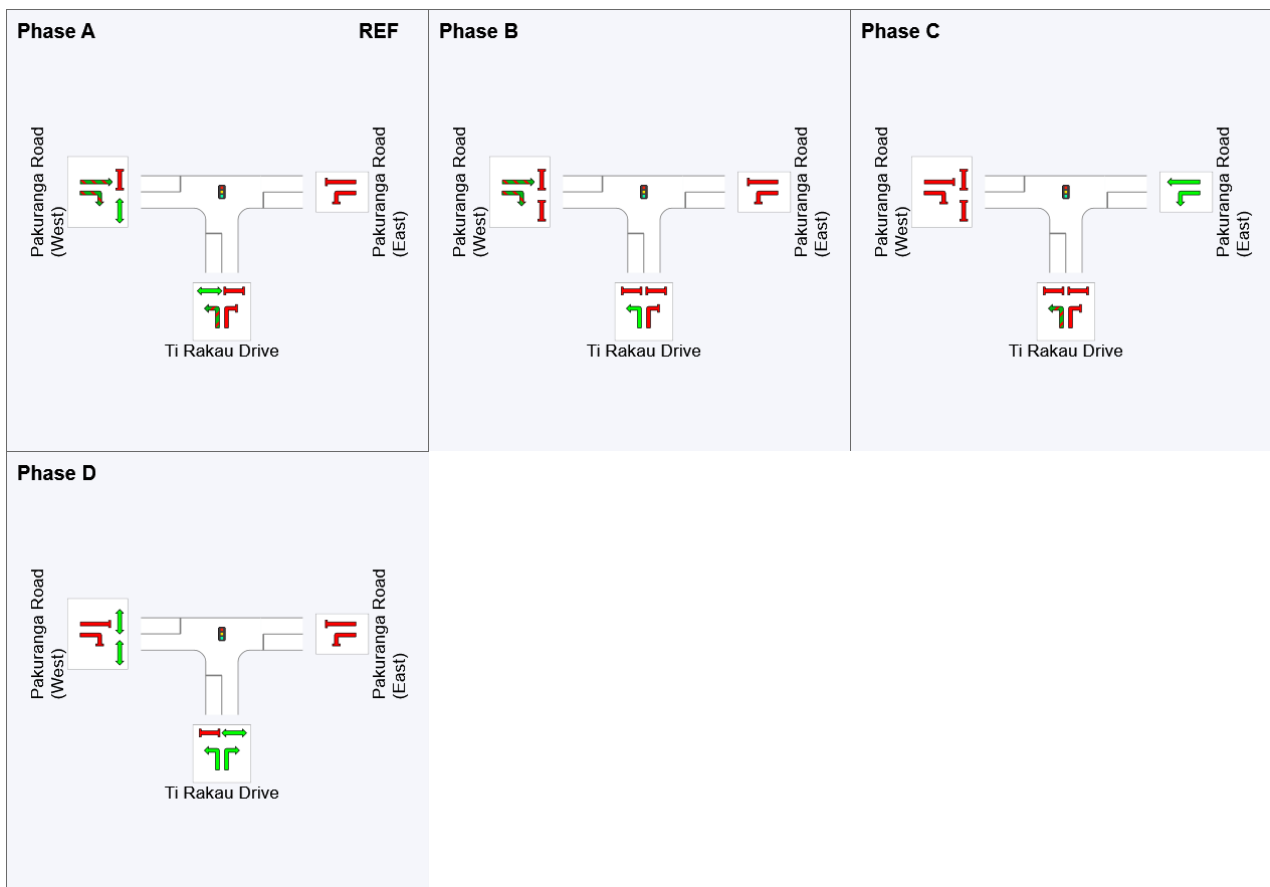 Phase A
REF
Pakuranga Road
(West)
Pakuranga Road
(East)
Ti Rakau Drive
Phase B
Pakuranga Road
(West)
Pakuranga Road
(East)
Ti Rakau Drive
Phase C
Pakuranga Road
(West)
Pakuranga Road
(East)
Ti Rakau Drive
Phase D
Pakuranga Road
(West)
Pakuranga Road
(East)
Ti Rakau Drive